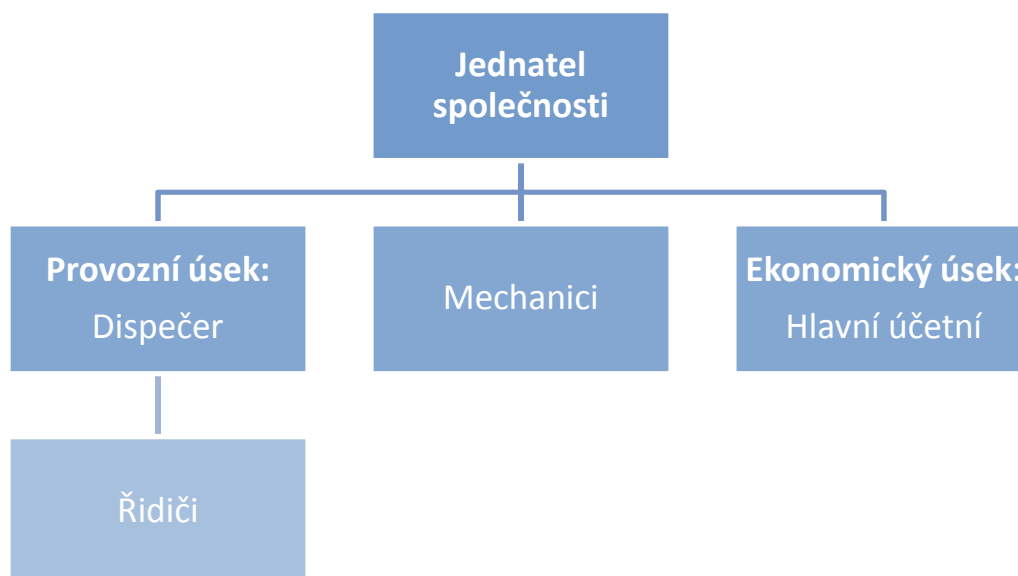 Jednatel
společnosti
Provozní úsek:
Dispečer
Mechanici
Ekonomický úsek:
Hlavní účetní
Řidiči